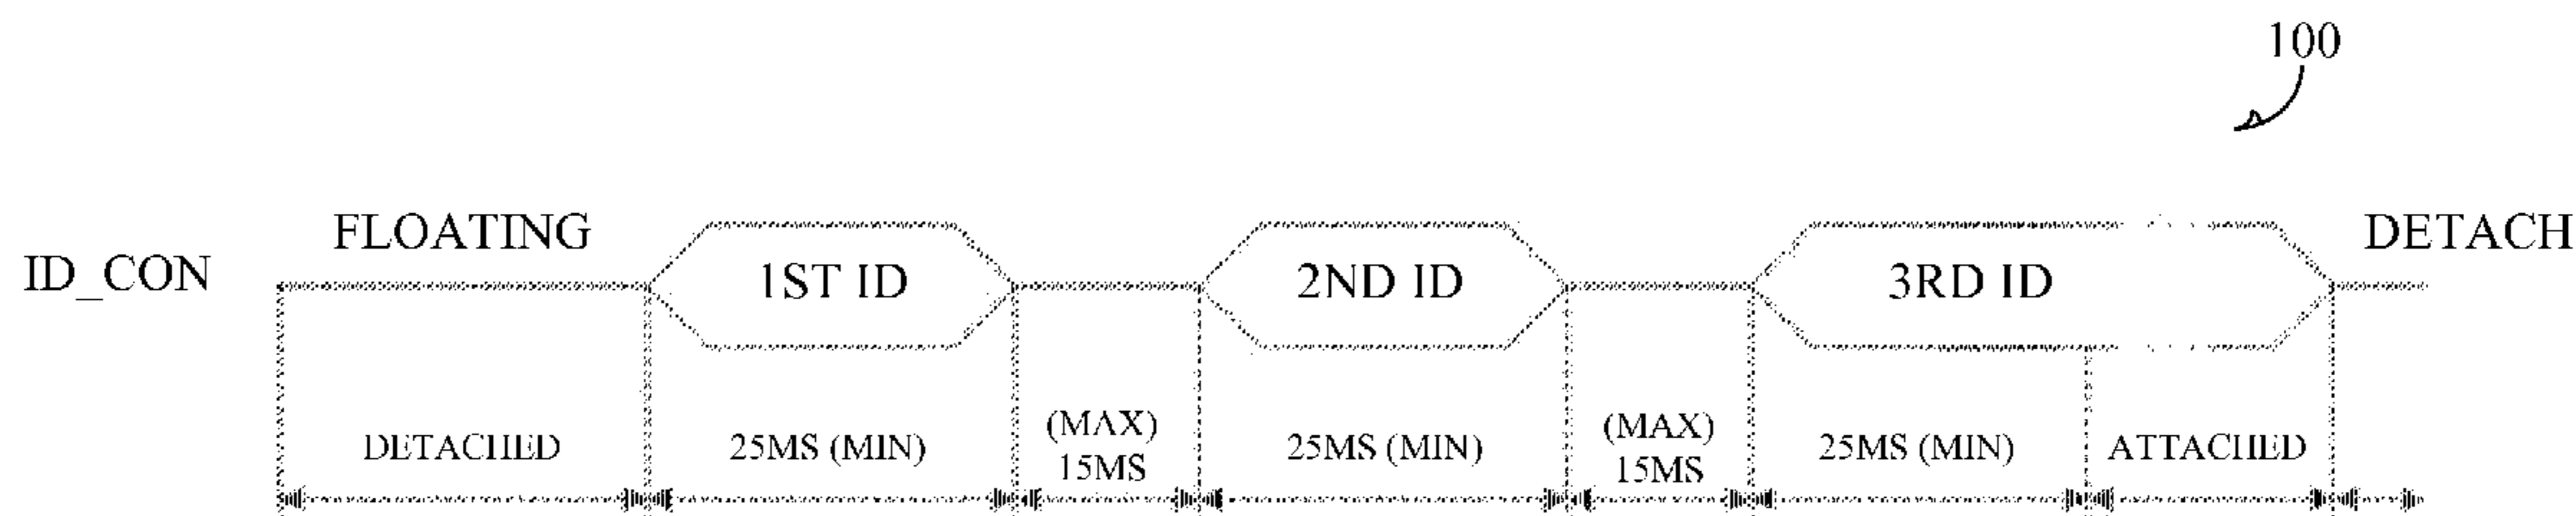 100
FLOATING
DETACH
ID_CON
1ST ID
2ND ID
3RD ID
DETACHED
25MS (MIN)
(MAX)
15MS
25MS (MIN)
(MAX)
15MS
25MS (MIN)
ATTACHED